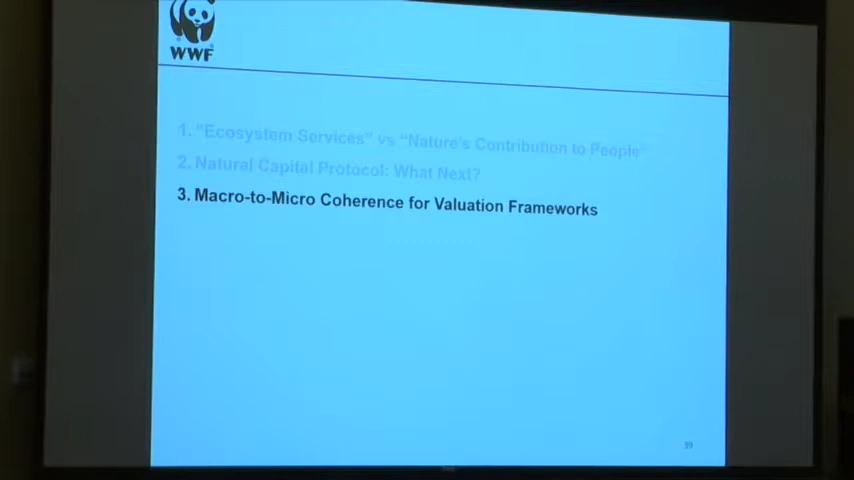 WWF
1. "Ecosystem Services" vs "Nature's Contribution to People"
2. Natural Capital Protocol: What Next?
3. Macro-to-Micro Coherence for Valuation Frameworks